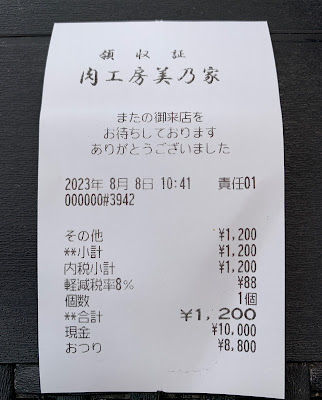 領収証
肉工房美乃家
またの御来店を
お待ちしております
ありがとうございました
2023年 8月 8日 10:41 責任01
000000#3942
その他 ¥1,200
**小計 ¥1,200
内税小計 ¥1,200
軽減税率8% ¥88
個数 1個
**合計 ¥1,200
現金 ¥10,000
おつり ¥8,800